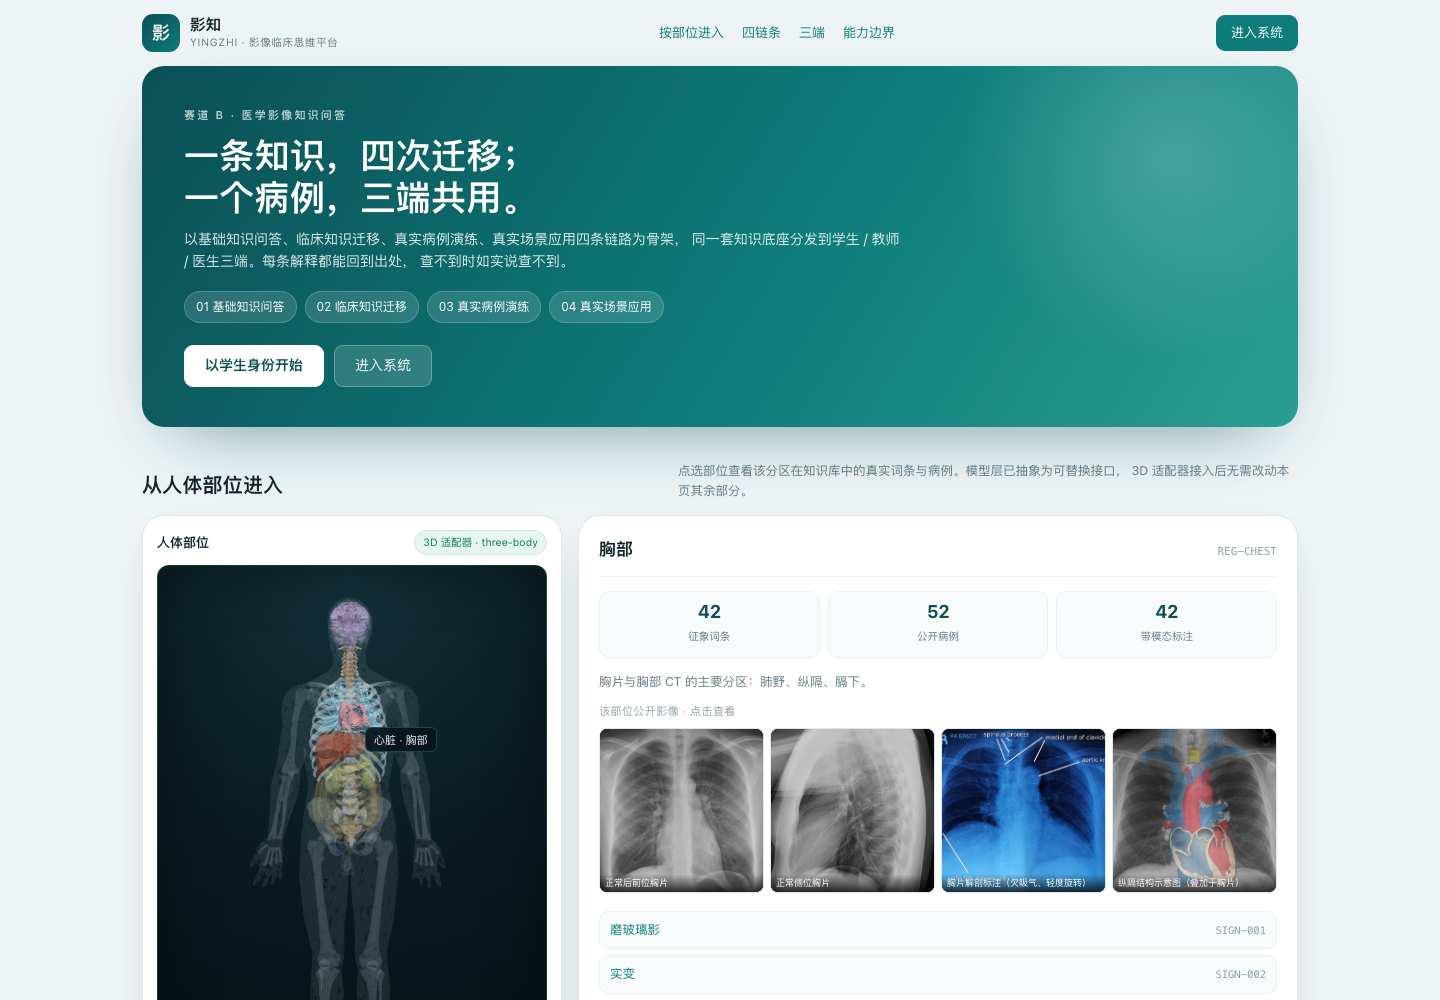 影
影知
YINGZHI · 影像临床思维平台
按部位进入
四链条
三端
能力边界
进入系统
赛道 B · 医学影像知识问答
一条知识，四次迁移；
一个病例，三端共用。
以基础知识问答、临床知识迁移、真实病例演练、真实场景应用四条链路为骨架， 同一套知识底座分发到学生 / 教师
/ 医生三端。每条解释都能回到出处， 查不到时如实说查不到。
01 基础知识问答
02 临床知识迁移
03 真实病例演练
04 真实场景应用
以学生身份开始
进入系统
从人体部位进入
点选部位查看该分区在知识库中的真实词条与病例。模型层已抽象为可替换接口， 3D 适配器接入后无需改动本
页其余部分。
人体部位
3D 适配器 · three-body
心脏 · 胸部
胸部
REG-CHEST
42
征象词条
52
公开病例
42
带模态标注
胸片与胸部 CT 的主要分区：肺野、纵隔、膈下。
该部位公开影像 · 点击查看
正常后前位胸片
正常侧位胸片
PA ERECT
spinous process
medial end of clavicle
aortic
胸片解剖标注（欠吸气、轻度旋转）
纵隔结构示意图（叠加于胸片）
磨玻璃影
SIGN-001
实变
SIGN-002